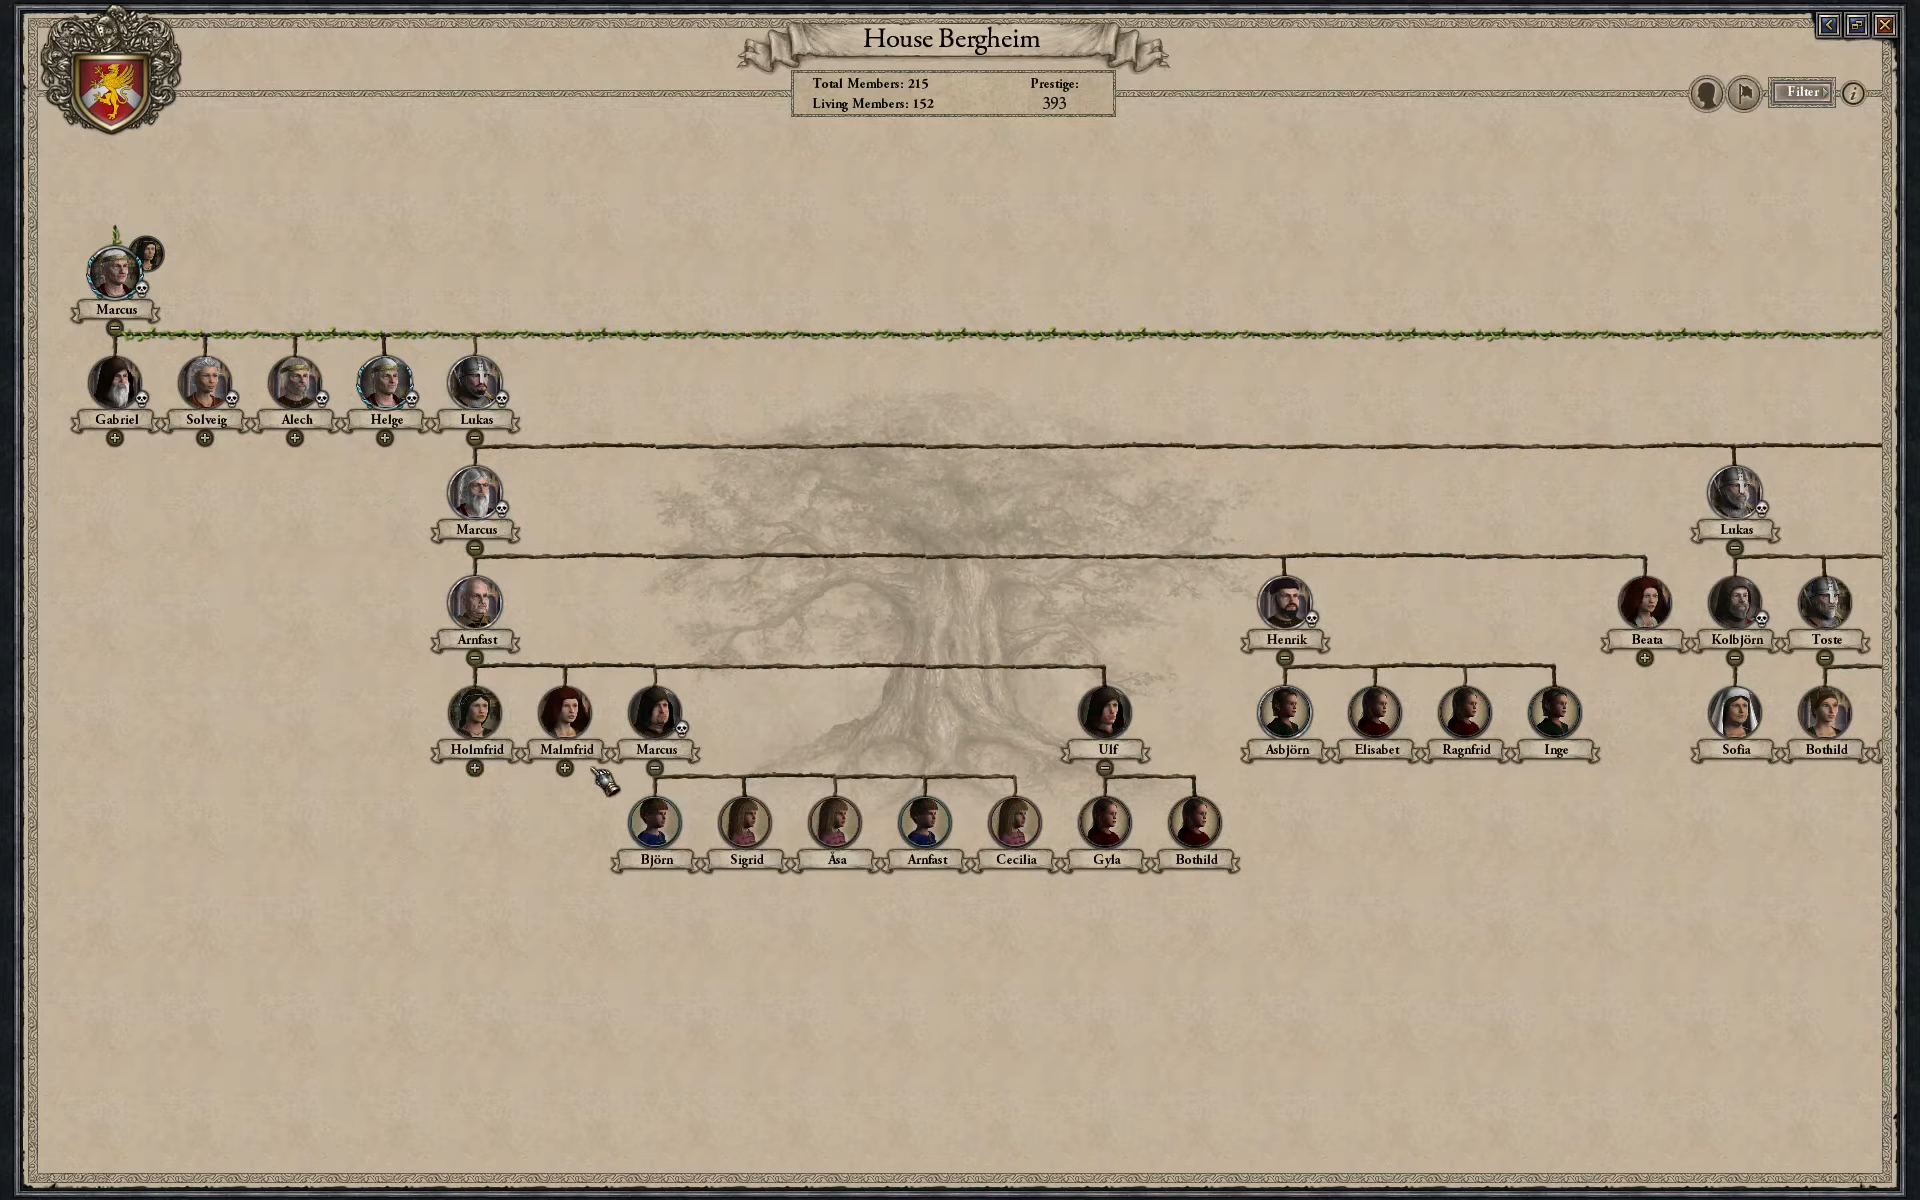 House Bergheim
Total Members: 215
Prestige:
Living Members: 152
393
Filter
i
Marcus
Gabriel
Solveig
Alech
Helge
Lukas
Marcus
Lukas
Arnfast
Henrik
Beata
Kolbjörn
Toste
Holmfrid
Malmfrid
Marcus
Ulf
Asbjörn
Elisabet
Ragnfrid
Inge
Sofia
Bothild
Björn
Sigrid
Åsa
Arnfast
Cecilia
Gyla
Bothild